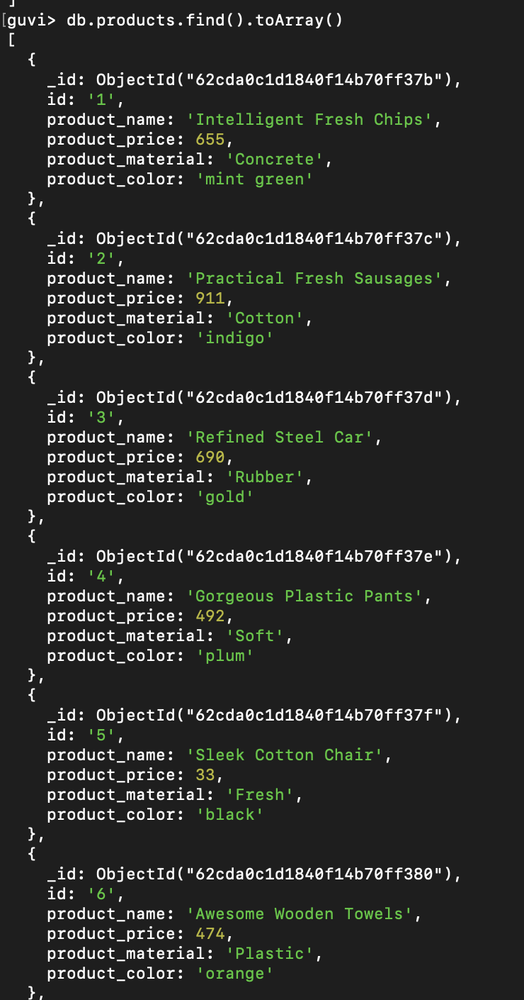 ]
[guvi> db.products.find().toArray()
[
  {
    _id: ObjectId("62cda0c1d1840f14b70ff37b"),
    id: '1',
    product_name: 'Intelligent Fresh Chips',
    product_price: 655,
    product_material: 'Concrete',
    product_color: 'mint green'
  },
  {
    _id: ObjectId("62cda0c1d1840f14b70ff37c"),
    id: '2',
    product_name: 'Practical Fresh Sausages',
    product_price: 911,
    product_material: 'Cotton',
    product_color: 'indigo'
  },
  {
    _id: ObjectId("62cda0c1d1840f14b70ff37d"),
    id: '3',
    product_name: 'Refined Steel Car',
    product_price: 690,
    product_material: 'Rubber',
    product_color: 'gold'
  },
  {
    _id: ObjectId("62cda0c1d1840f14b70ff37e"),
    id: '4',
    product_name: 'Gorgeous Plastic Pants',
    product_price: 492,
    product_material: 'Soft',
    product_color: 'plum'
  },
  {
    _id: ObjectId("62cda0c1d1840f14b70ff37f"),
    id: '5',
    product_name: 'Sleek Cotton Chair',
    product_price: 33,
    product_material: 'Fresh',
    product_color: 'black'
  },
  {
    _id: ObjectId("62cda0c1d1840f14b70ff380"),
    id: '6',
    product_name: 'Awesome Wooden Towels',
    product_price: 474,
    product_material: 'Plastic',
    product_color: 'orange'
  },